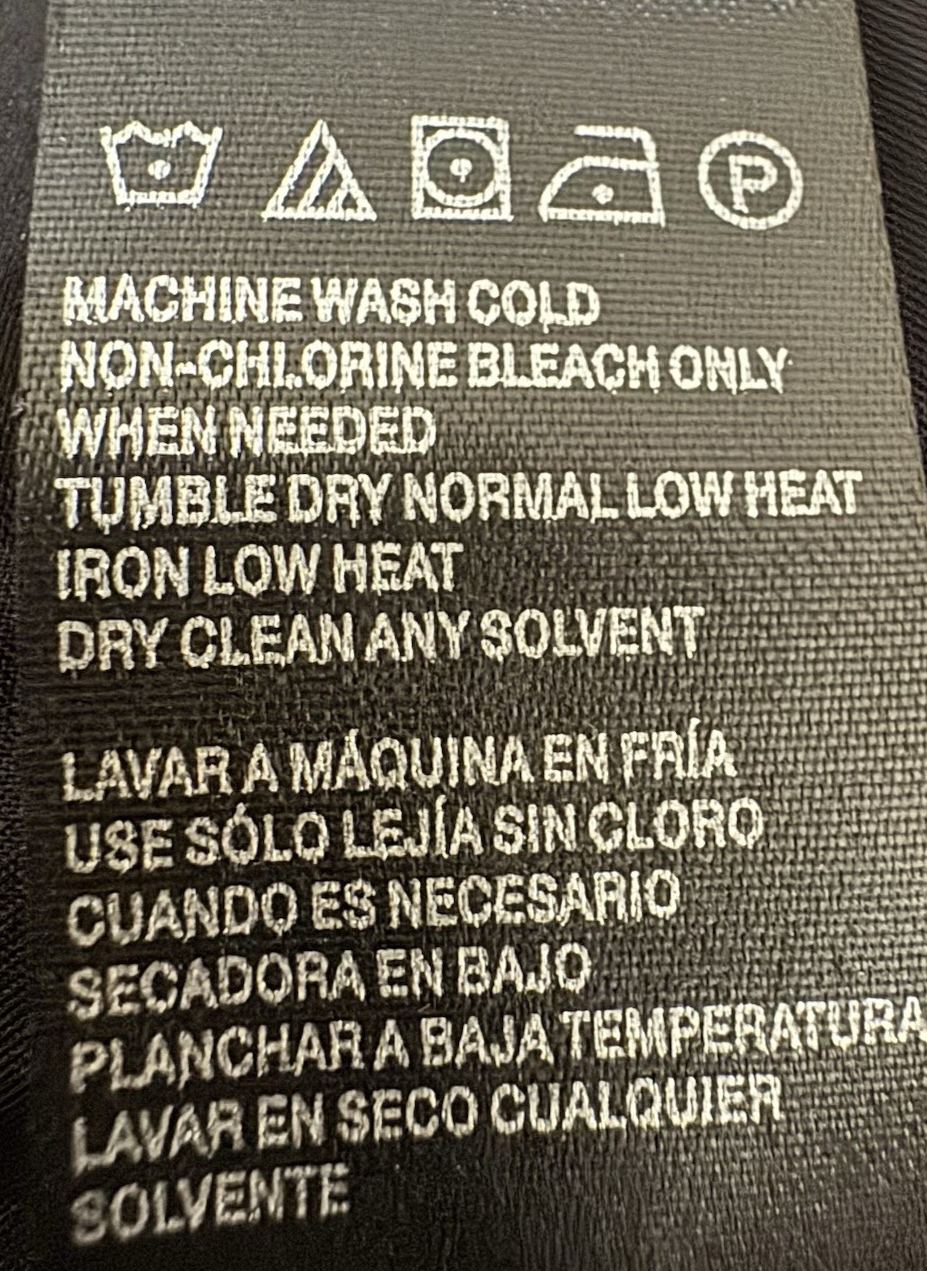 P
MACHINE WASH COLD
NON-CHLORINE BLEACH ONLY
WHEN NEEDED
TUMBLE DRY NORMAL LOW HEAT
IRON LOW HEAT
DRY CLEAN ANY SOLVENT
LAVAR A MÁQUINA EN FRÍA
USE SÓLO LEJÍA SIN CLORO
CUANDO ES NECESARIO
SECADORA EN BAJO
PLANCHAR A BAJA TEMPERATURA
LAVAR EN SECO CUALQUIER
SOLVENTE